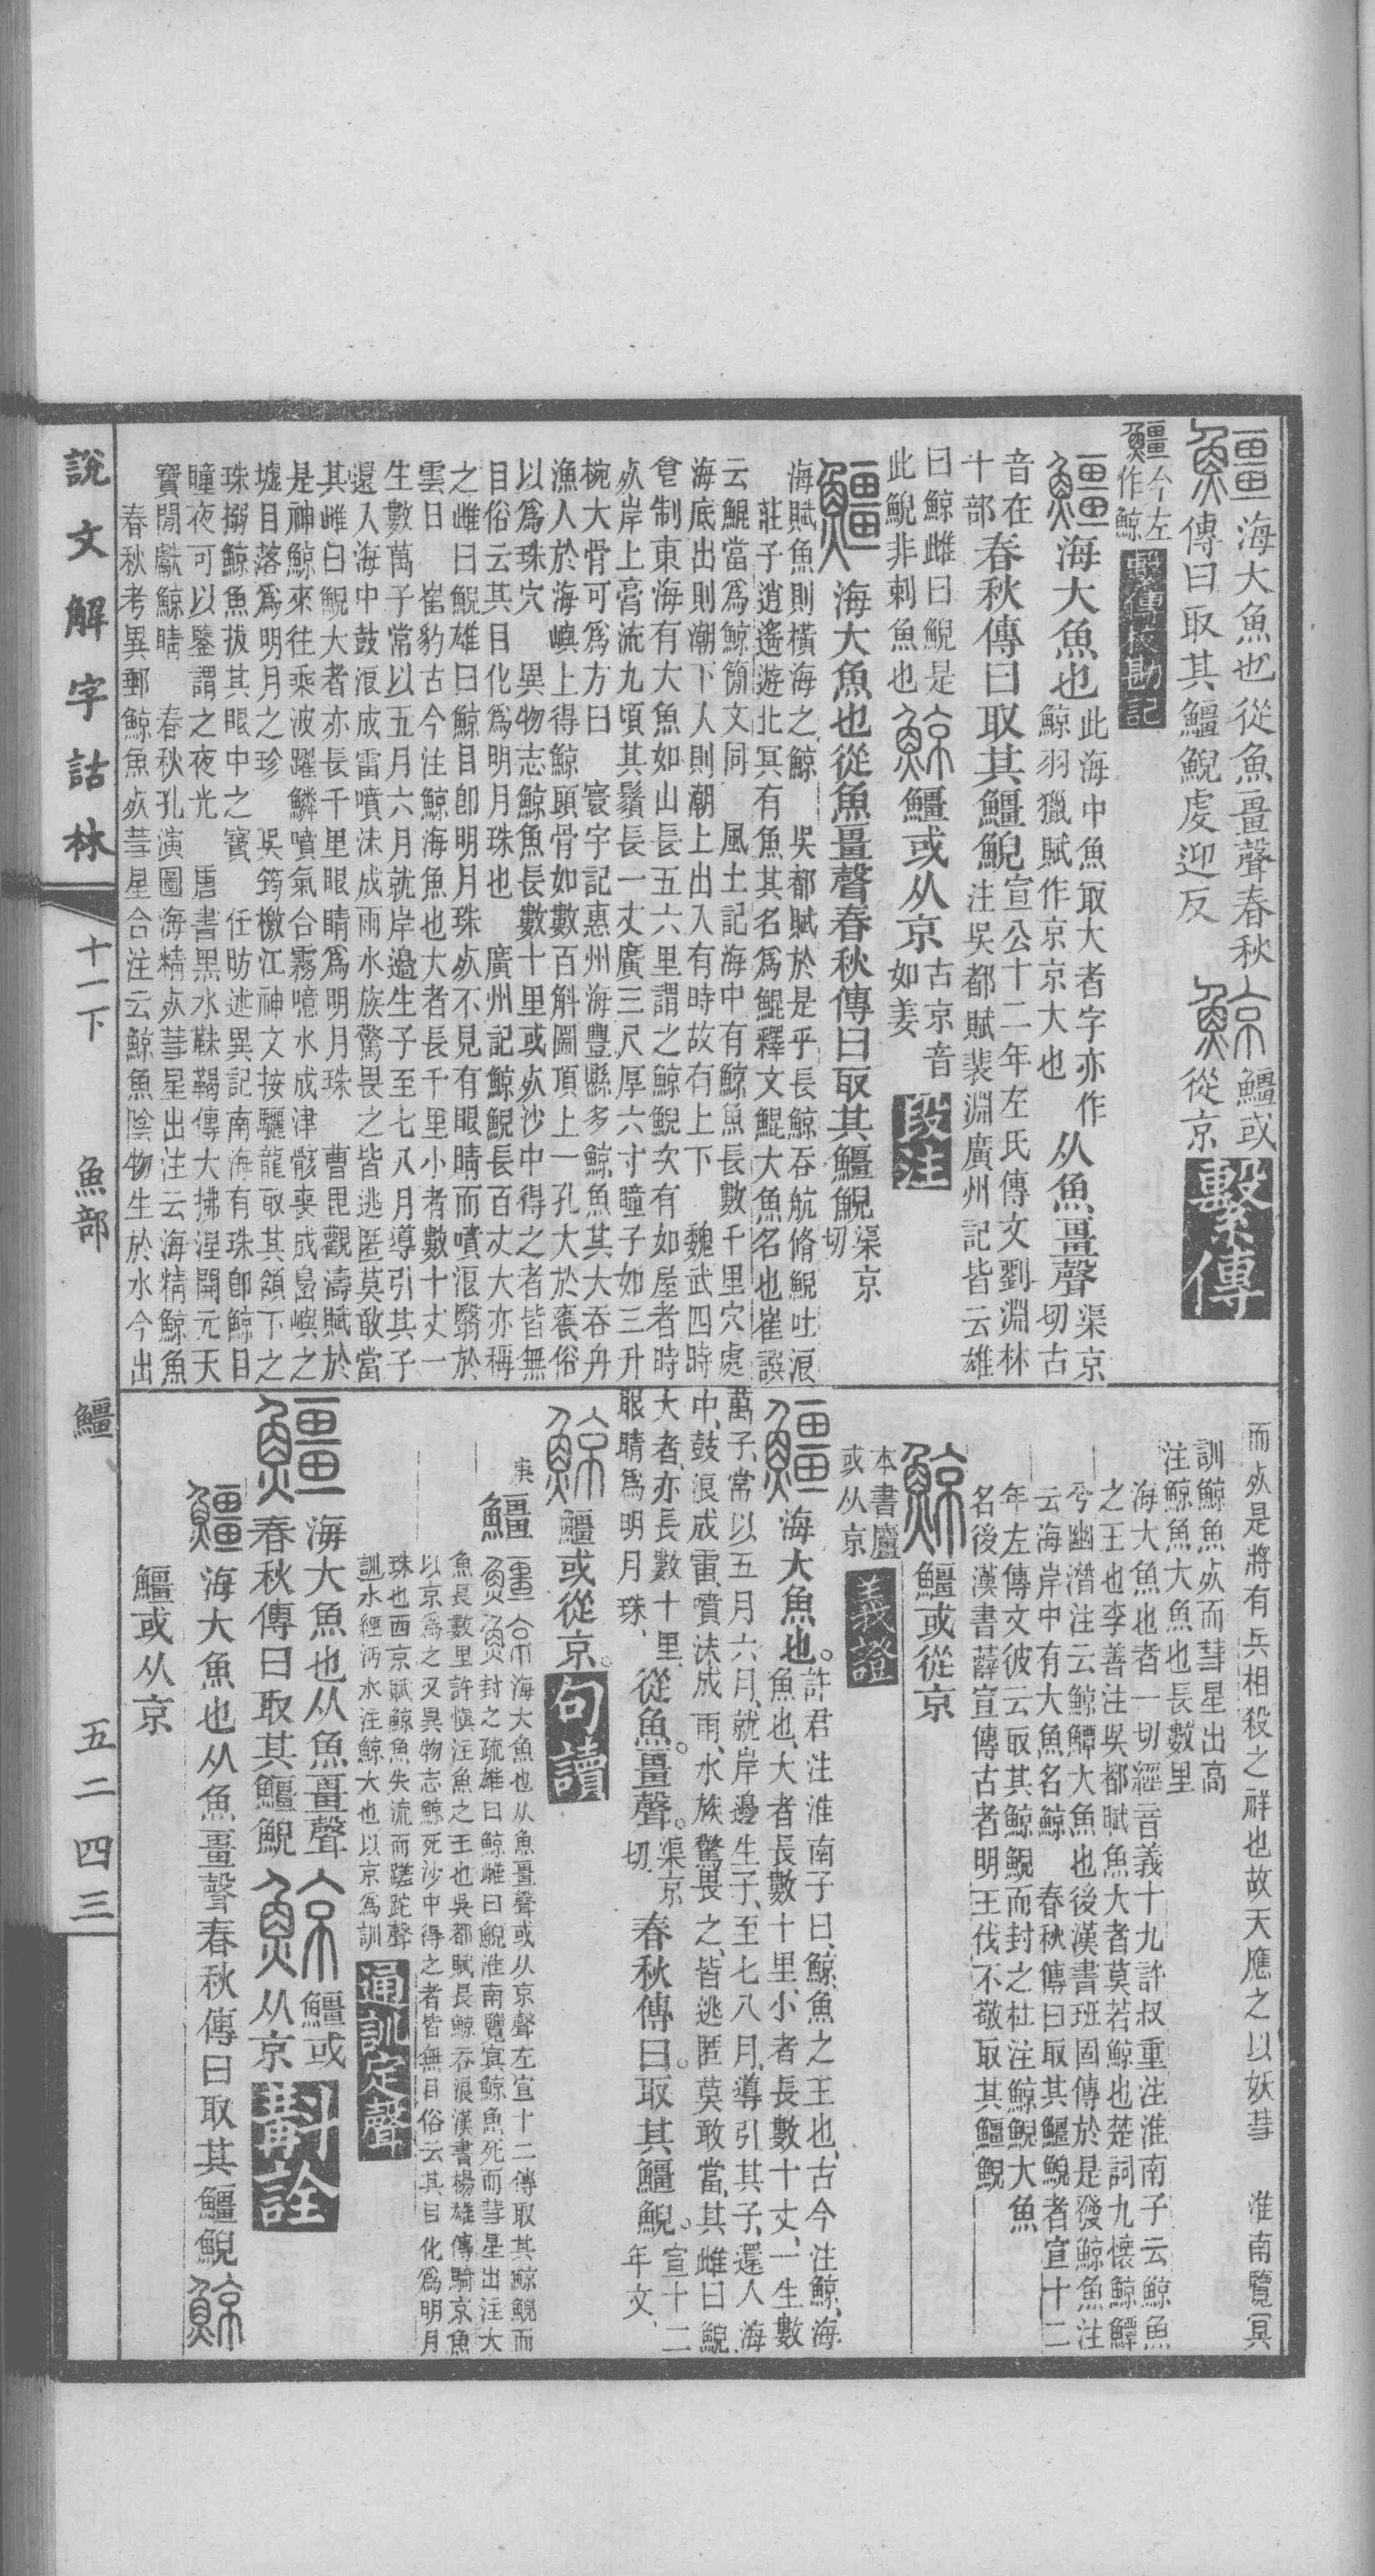 䲔海大魚也從魚畺聲春秋
傳曰取其䲔鯢虔迎反
鯨䲔或
從京
繫傳
䲔今左
作鯨
繫傳校勘記
䲔海大魚也此海中魚取大者字亦作
鯨羽獵賦作京京大也从魚畺聲渠京
切古
音在
十部春秋傳曰取其䲔鯢宣公十二年左氏傳文劉淵林
注吳都賦裴淵廣州記皆云雄
曰鯨雌曰鯢是
此鯢非剌魚也鯨䲔或从京古京音
如姜
段注
䲔海大魚也從魚畺聲春秋傳曰取其䲔鯢渠京
切
海賦魚則橫海之鯨 吳都賦於是乎長鯨吞航脩鯢吐浪
莊子逍遙遊北冥有魚其名爲鯤釋文鯤大魚名也崔譔
云鯤當爲鯨簡文同 風土記海中有鯨魚長數千里穴處
海底出則潮下人則潮上出入有時故有上下 魏武四時
食制東海有大魚如山長五六里謂之鯨鯢次有如屋者時
死岸上膏流九頃其鬚長一丈廣三尺厚六寸瞳子如三升
椀大骨可爲方臼 寰宇記惠州海豐縣多鯨魚其大吞舟
漁人於海嶼上得鯨頭骨如數百斛圖頂上一孔大於甕俗
以爲珠穴 異物志鯨魚長數十里或死沙中得之者皆無
目俗云其目化爲明月珠也 廣州記鯨鯢長百丈大亦稱
之雌曰鯢雄曰鯨目卽明月珠死不見有眼睛而噴浪翳於
雲日 崔豹古今注鯨海魚也大者長千里小者數十丈一
生數萬子常以五月六月就岸邊生子至七八月導引其子
還入海中鼓浪成雷噴沫成雨水族驚畏之皆逃匿莫敢當
其雌曰鯢大者亦長千里眼睛爲明月珠 曹毘觀濤賦於
是神鯨來往乘波躍鱗噴氣合霧噫水成津骸喪成島嶼之
墟目落爲明月之珍 吳筠檄江神文按驪龍取其頷下之
珠搦鯨魚拔其眼中之寶 任昉述異記南海有珠卽鯨目
瞳夜可以鑒謂之夜光 唐書黑水靺鞨傳大拂涅開元天
寶閒獻鯨睛 春秋孔演圖海精死彗星出注云海精鯨魚
春秋考異郵鯨魚死彗星合注云鯨魚陰物生於水今出
而死是將有兵相殺之祥也故天應之以妖彗 淮南覽冥
訓鯨魚死而彗星出高
注鯨魚大魚也長數里
海大魚也者一切經音義十九許叔重注淮南子云鯨魚
之王也李善注吳都賦魚大者莫若鯨也楚詞九懷鯨鱏
兮幽潛注云鯨鱏大魚也後漢書班固傳於是發鯨魚注
云海岸中有大魚名鯨 春秋傳曰取其䲔鯢者宣十二
年左傳文彼云取其鯨鯢而封之杜注鯨鯢大魚
名後漢書薛宣傳古者明王伐不敬取其䲔鯢
鯨䲔或從京
本書麠
或从京
義證
䲔海大魚也。許君注淮南子曰、鯨、魚之王也、古今注鯨、海
魚也、大者長數十里、小者長數十丈、一生數
萬子、常以五月六月、就岸邊生子、至七八月、導引其子、還人海
中、鼓浪成雷、噴沫成雨、水族驚畏之、皆逃匿莫敢當、其雌曰鯢
大者、亦長數十里、
眼睛爲明月珠、從魚。畺聲。渠京
切春秋傳曰。取其䲔鯢。宣十二
年文、
鯨䲔或從京。
句讀
庚
䲔䲔鯨海大魚也从魚畺聲或从京聲左宣十二傳取其鯨鯢而
封之疏雄曰鯨雌曰鯢淮南覽冥鯨魚死而彗星出注大
魚長數里許愼注魚之王也吳都賦長鯨吞浪漢書楊雄傳騎京魚
以京爲之又異物志鯨死沙中得之者皆無目俗云其目化爲明月
珠也西京賦鯨魚失流而蹉跎聲
訓水經沔水注鯨大也以京爲訓
通訓定聲
䲔海大魚也从魚畺聲
春秋傳曰取其䲔鯢
鯨䲔或
从京
斠詮
䲔海大魚也从魚畺聲春秋傳曰取其䲔鯢鯨
䲔或从京
說文解字詁林
十一下
魚部
䲔
五二四三